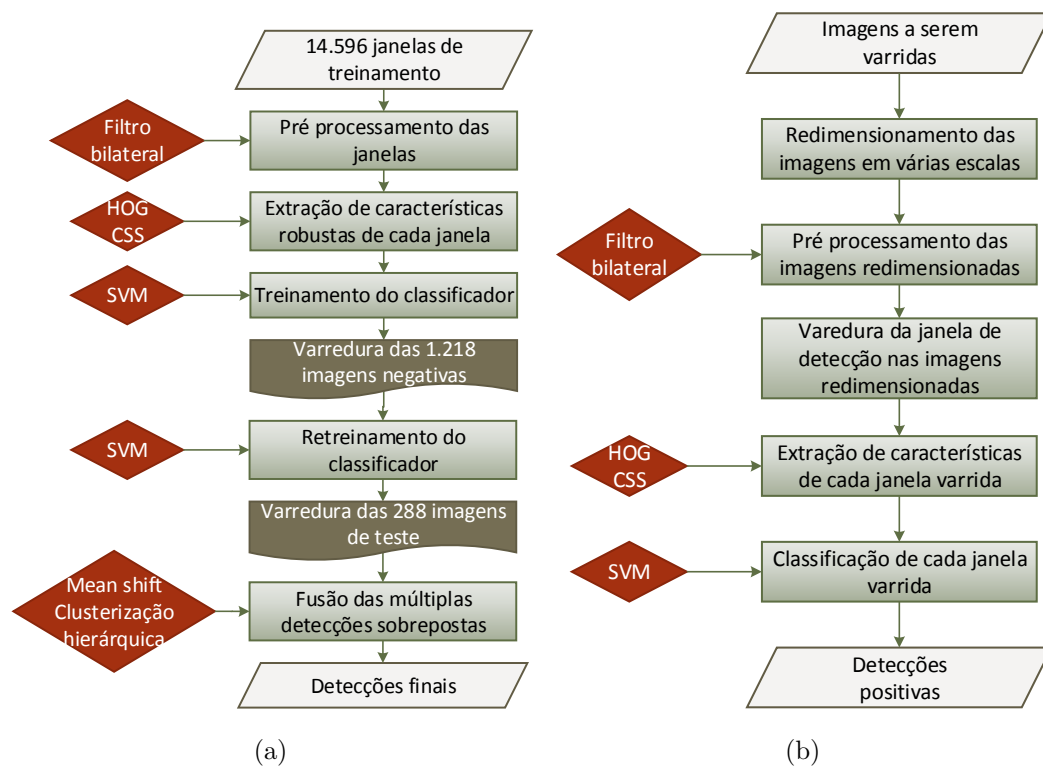 14.596 janelas de
treinamento
Filtro
bilateral
Pré processamento das
janelas
HOG
CSS
Extração de características
robustas de cada janela
SVM
Treinamento do classificador
Varredura das 1.218
imagens negativas
SVM
Retreinamento do
classificador
Varredura das 288 imagens
de teste
Mean shift
Clusterização
hierárquica
Fusão das múltiplas
detecções sobrepostas
Detecções finais
(a)
Imagens a serem
varridas
Redimensionamento das
imagens em várias escalas
Filtro
bilateral
Pré processamento das
imagens redimensionadas
Varedura da janela de
detecção nas imagens
redimensionadas
HOG
CSS
Extração de características
de cada janela varrida
SVM
Classificação de cada janela
varrida
Detecções
positivas
(b)